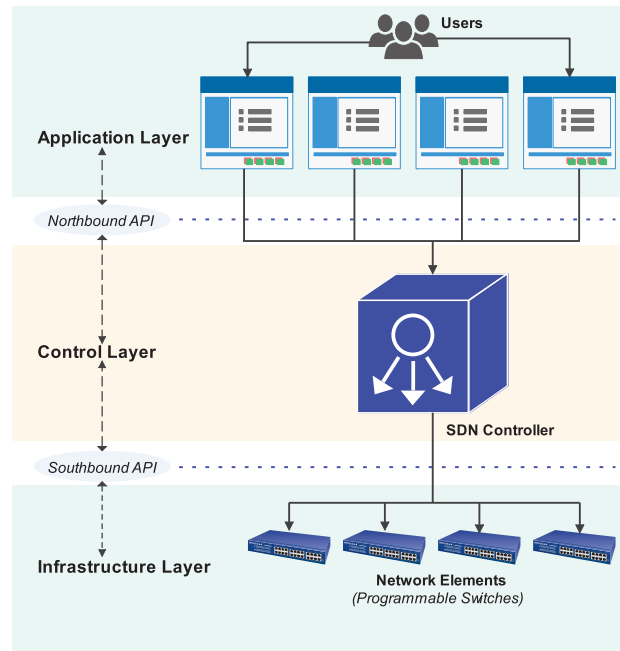 Users
Application Layer
Northbound API
Control Layer
SDN Controller
Southbound API
Infrastructure Layer
Network Elements
(Programmable Switches)